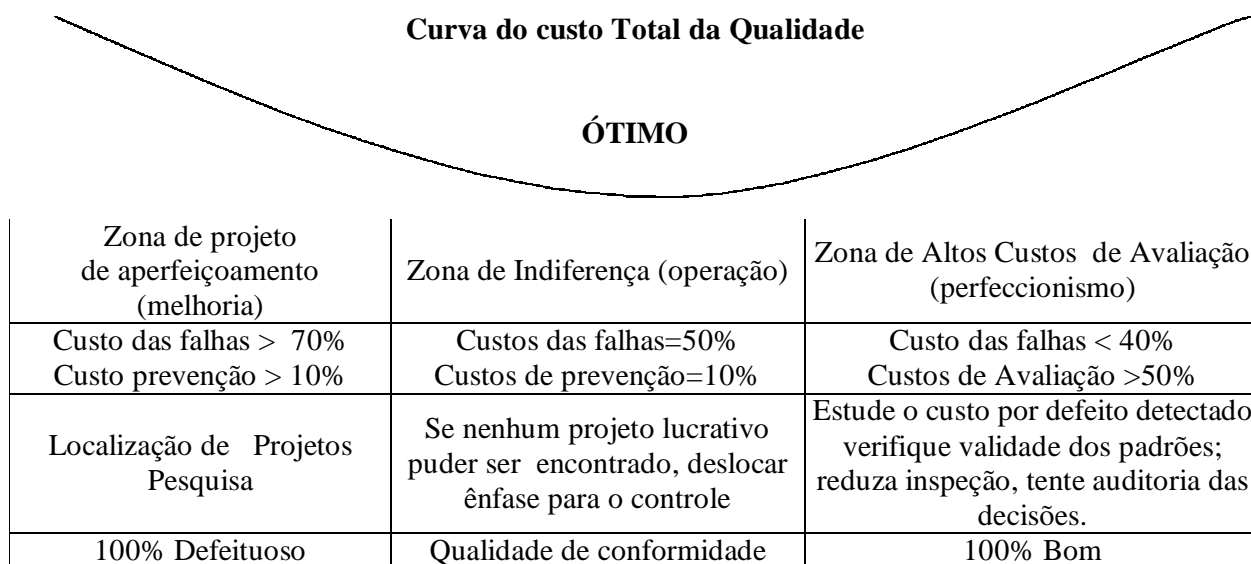 Curva do custo Total da Qualidade
ÓTIMO
Zona de projeto
de aperfeiçoamento
(melhoria)
Zona de Indiferença (operação)
Zona de Altos Custos de Avaliação
(perfeccionismo)
Custo das falhas > 70%
Custo prevenção > 10%
Custos das falhas=50%
Custos de prevenção=10%
Custo das falhas < 40%
Custos de Avaliação >50%
Localização de Projetos
Pesquisa
Se nenhum projeto lucrativo
puder ser encontrado, deslocar
ênfase para o controle
Estude o custo por defeito detectado
verifique validade dos padrões;
reduza inspeção, tente auditoria das
decisões.
100% Defeituoso
Qualidade de conformidade
100% Bom